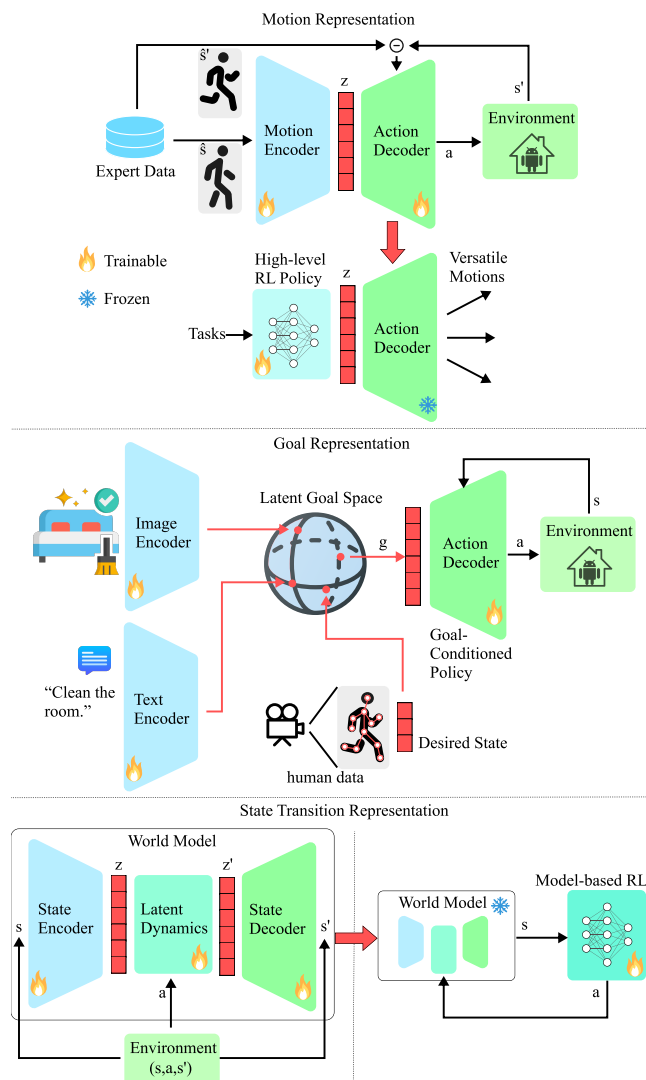 Motion Representation
ŝ'
s'
z
Environment
Motion
Encoder
Action
Decoder
a
ŝ
Expert Data
Trainable
Frozen
High-level
RL Policy
z
Versatile
Motions
Tasks
Action
Decoder
Goal Representation
Latent Goal Space
Image
Encoder
g
Action
Decoder
a
s
Environment
Goal-
Conditioned
Policy
“Clean the
room.”
Text
Encoder
Desired State
human data
State Transition Representation
World Model
z
z'
s
State
Encoder
Latent
Dynamics
State
Decoder
s'
a
Environment
(s,a,s')
World Model
s
Model-based RL
a